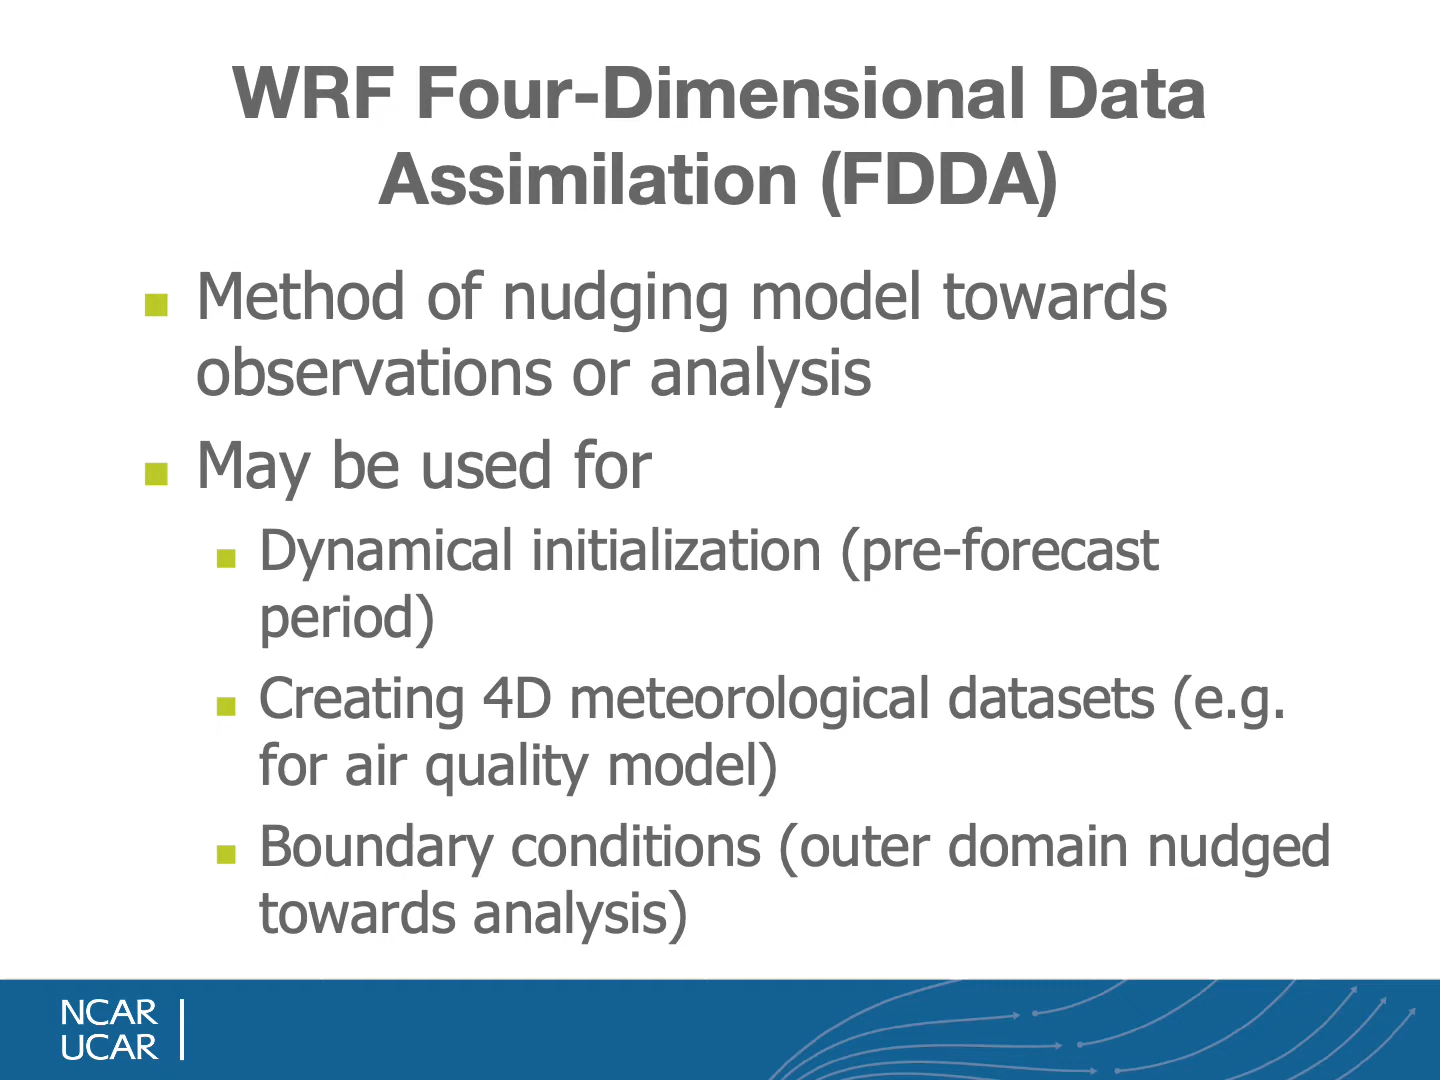 WRF Four-Dimensional Data
Assimilation (FDDA)
Method of nudging model towards
observations or analysis
May be used for
Dynamical initialization (pre-forecast
period)
Creating 4D meteorological datasets (e.g.
for air quality model)
Boundary conditions (outer domain nudged
towards analysis)
NCAR
UCAR